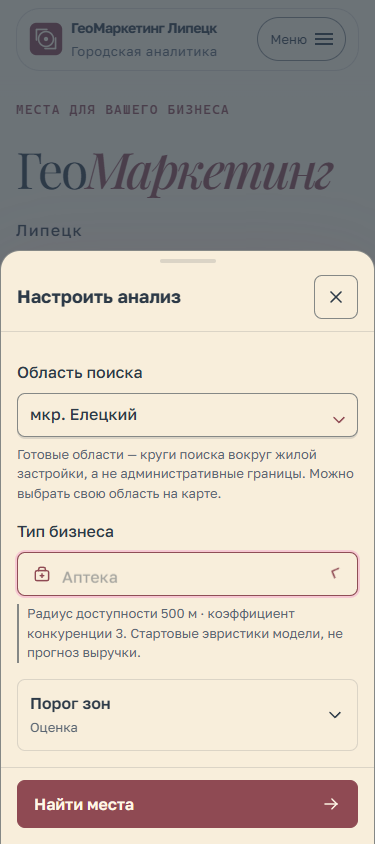 ГеоМаркетинг Липецк
Городская аналитика
Меню
МЕСТА ДЛЯ ВАШЕГО БИЗНЕСА
ГеоМаркетинг
Липецк
Настроить анализ
Область поиска
мкр. Елецкий
Готовые области — круги поиска вокруг жилой
застройки, а не административные границы. Можно
выбрать свою область на карте.
Тип бизнеса
Аптека
Радиус доступности 500 м · коэффициент
конкуренции 3. Стартовые эвристики модели, не
прогноз выручки.
Порог зон
Оценка
Найти места